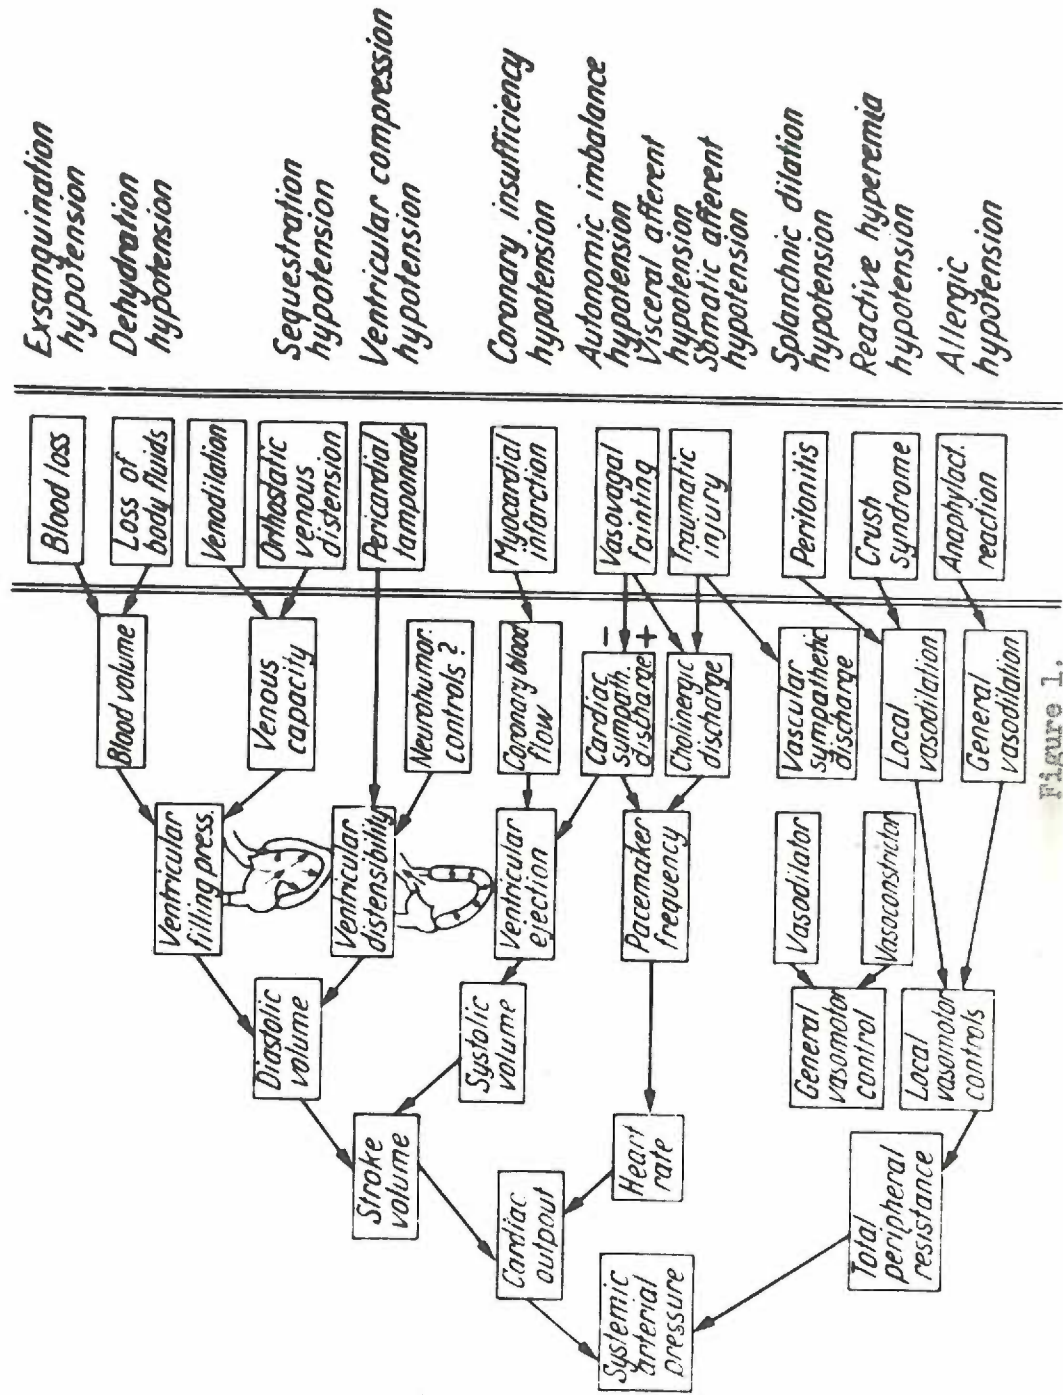 Systemic
arterial
pressure
Total
peripheral
resistance
Cardiac
outpout
Heart
rate
Stroke
volume
Local
vasomotor
controls
General
vasomotor
control
Systolic
volume
Diastolic
volume
Vasoconstrictor
Vasodilator
Pacemaker
frequency
Ventricular
ejection
Ventricular
distensibility
Ventricular
filling press.
General
vasodilation
Local
vasodilation
Vascular
sympathetic
discharge
Cholinergic
discharge
+
Cardiac
sympath.
discharge
−
Coronary blood
flow
Neurohumor.
controls?
Venous
capacity
Blood volume
Anaphylact.
reaction
Crush
syndrome
Peritonitis
Traumatic
injury
Vasovagal
fainting
Myocardial
infarction
Pericardial
tamponade
Orthostatic
venous
distension
Venodilation
Loss of
body fluids
Blood loss
Allergic
hypotension
Reactive hyperemia
hypotension
Splanchnic dilation
hypotension
Somatic afferent
hypotension
Visceral afferent
hypotension
Autonomic imbalance
hypotension
Coronary insufficiency
hypotension
Ventricular compression
hypotension
Sequestration
hypotension
Dehydration
hypotension
Exsanquination
hypotension
Figure 1.